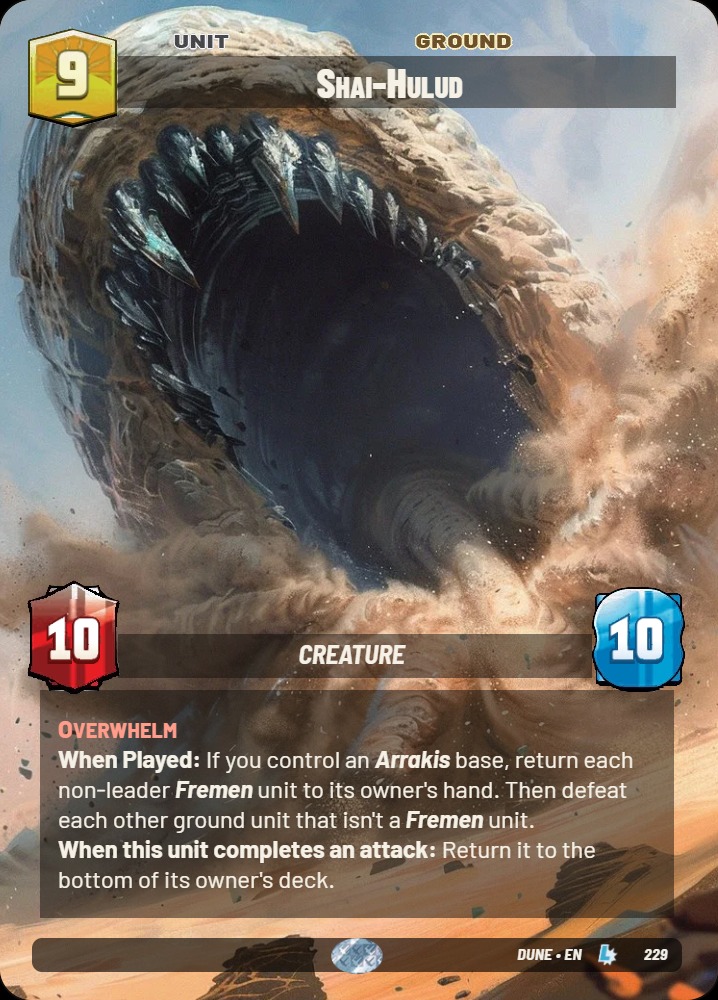 UNIT GROUND
9
Shai-Hulud
10 CREATURE 10
Overwhelm
When Played: If you control an Arrakis base, return each
non-leader Fremen unit to its owner's hand. Then defeat
each other ground unit that isn't a Fremen unit.
When this unit completes an attack: Return it to the
bottom of its owner's deck.
DUNE • EN L 229